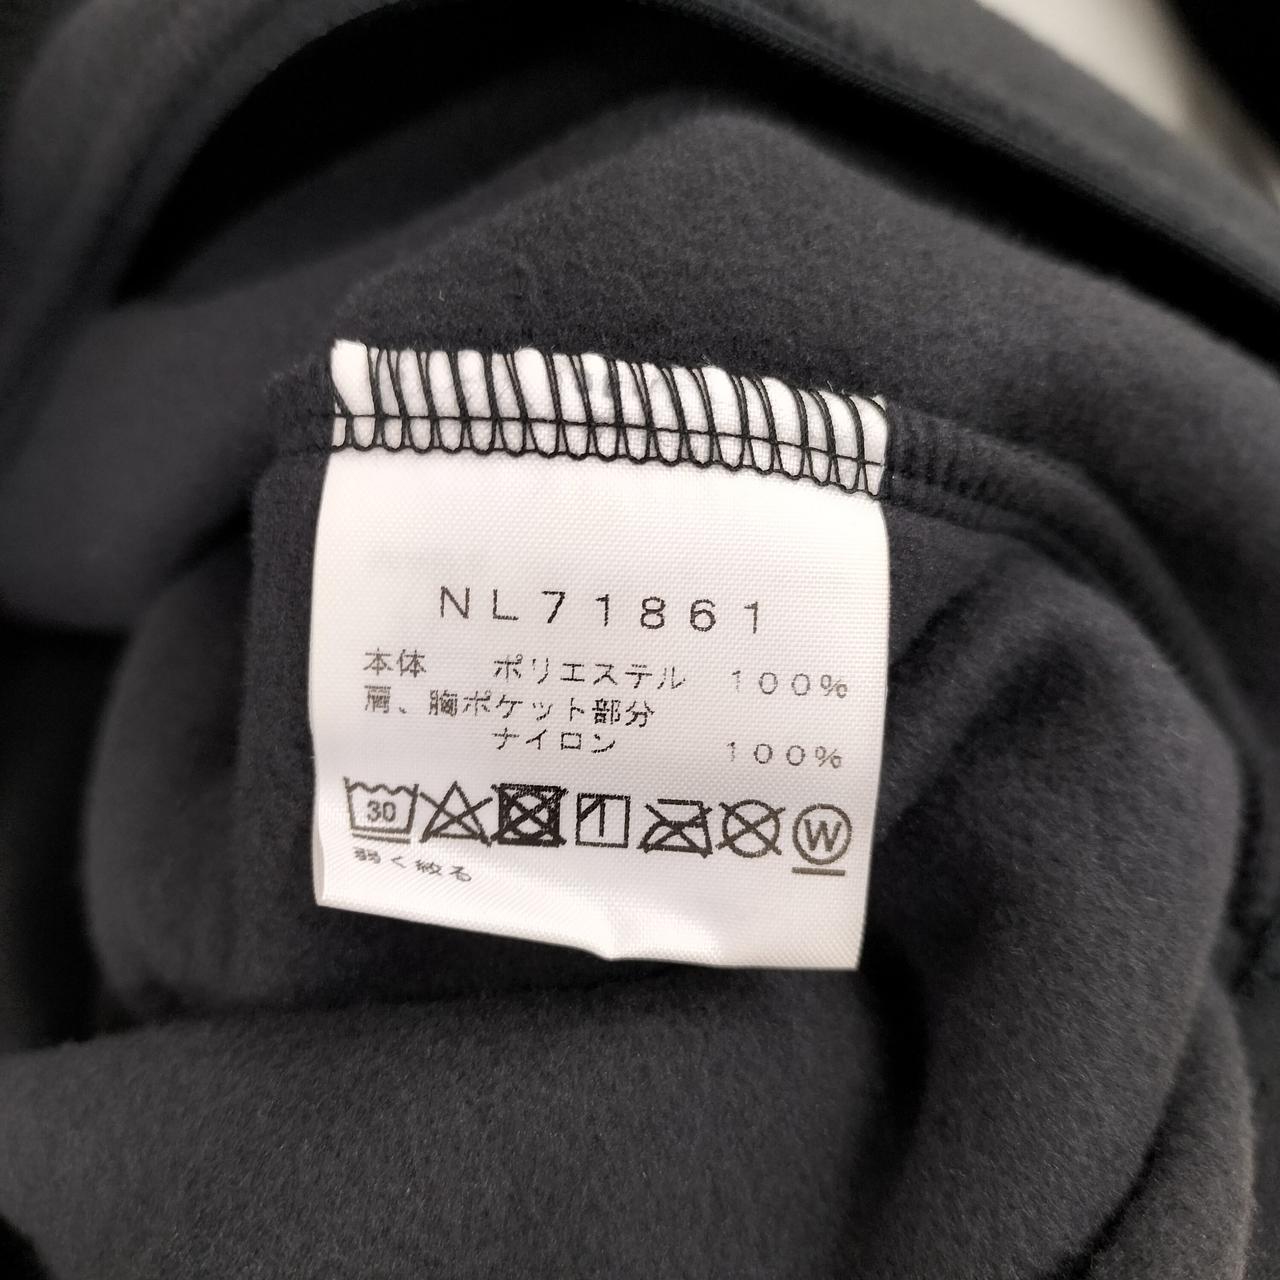 NL71861
本体 ポリエステル 100%
肩、胸ポケット部分
ナイロン 100%
30
W
弱く絞る